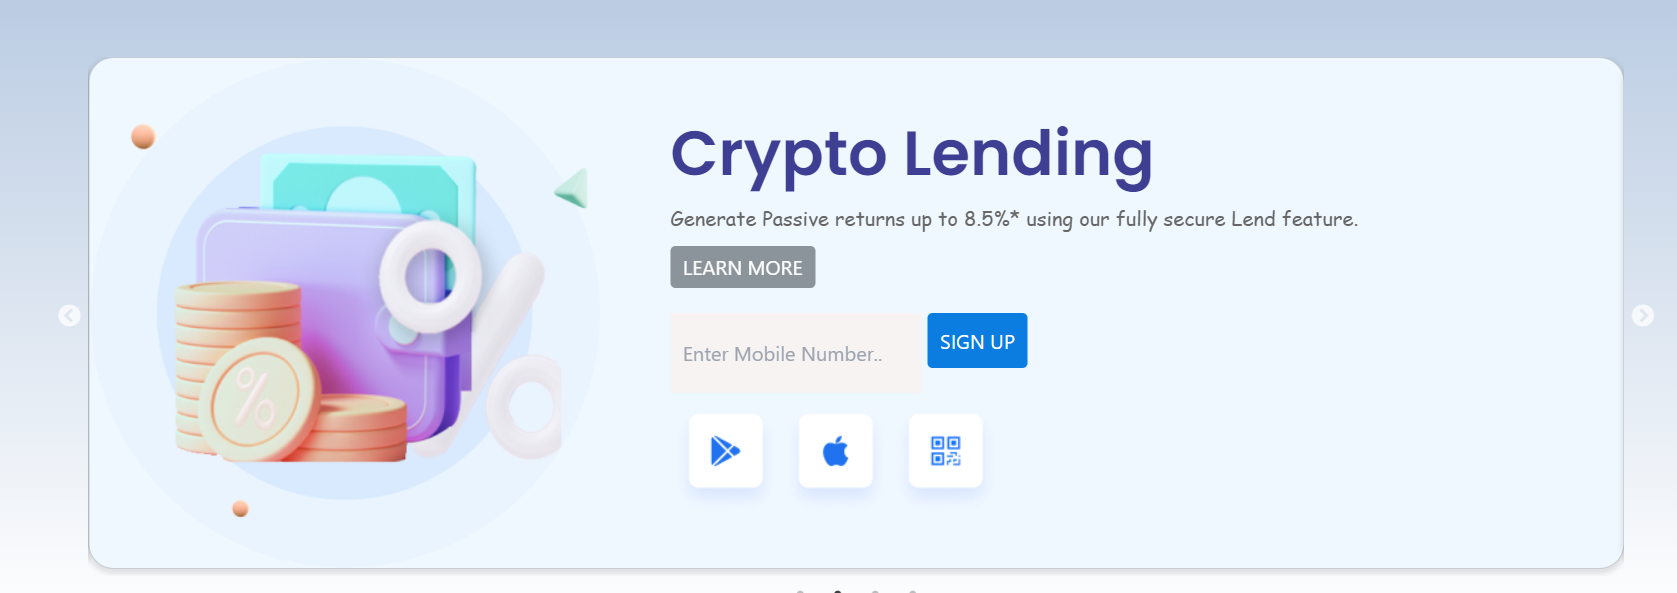 Crypto Lending
Generate Passive returns up to 8.5%* using our fully secure Lend feature.
LEARN MORE
Enter Mobile Number..
SIGN UP
%
%